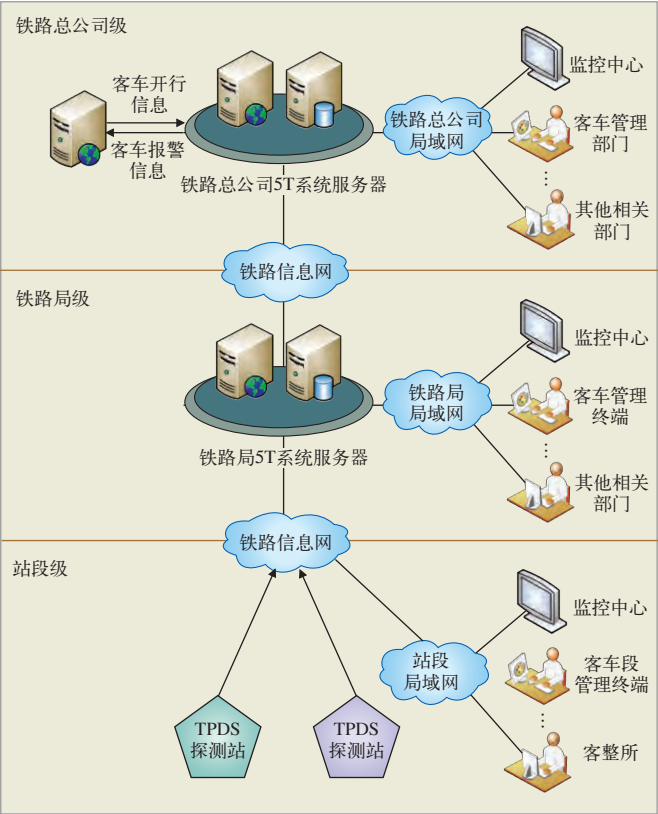 铁路总公司级
客车开行
信息
客车报警
信息
铁路总公司5T系统服务器
铁路总公司
局域网
监控中心
客车管理
部门
⋮
其他相关
部门
铁路信息网
铁路局级
铁路局5T系统服务器
铁路局
局域网
监控中心
客车管理
终端
⋮
其他相关
部门
铁路信息网
站段级
TPDS
探测站
TPDS
探测站
站段
局域网
监控中心
客车段
管理终端
⋮
客整所